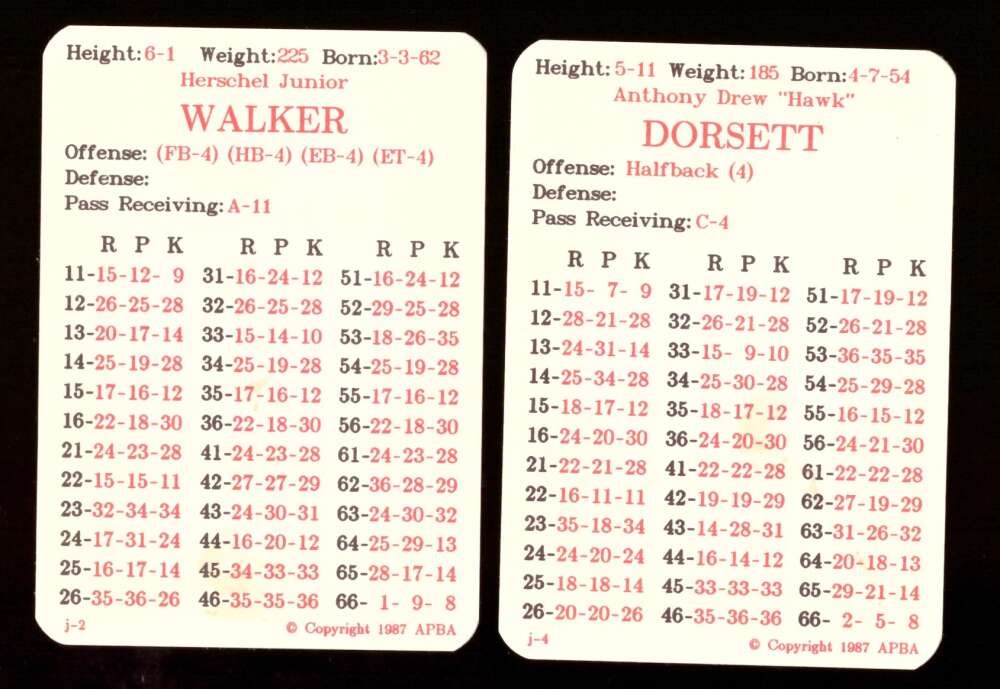 Height:6-1 Weight:225 Born:3-3-62
Herschel Junior
WALKER
Offense: (FB-4) (HB-4) (EB-4) (ET-4)
Defense:
Pass Receiving:A-11
R P K R P K R P K
11-15-12- 9 31-16-24-12 51-16-24-12
12-26-25-28 32-26-25-28 52-29-25-28
13-20-17-14 33-15-14-10 53-18-26-35
14-25-19-28 34-25-19-28 54-25-19-28
15-17-16-12 35-17-16-12 55-17-16-12
16-22-18-30 36-22-18-30 56-22-18-30
21-24-23-28 41-24-23-28 61-24-23-28
22-15-15-11 42-27-27-29 62-36-28-29
23-32-34-34 43-24-30-31 63-24-30-32
24-17-31-24 44-16-20-12 64-25-29-13
25-16-17-14 45-34-33-33 65-28-17-14
26-35-36-26 46-35-35-36 66- 1- 9- 8
j-2 © Copyright 1987 APBA
Height:5-11 Weight:185 Born:4-7-54
Anthony Drew "Hawk"
DORSETT
Offense: Halfback (4)
Defense:
Pass Receiving:C-4
R P K R P K R P K
11-15- 7- 9 31-17-19-12 51-17-19-12
12-28-21-28 32-26-21-28 52-26-21-28
13-24-31-14 33-15- 9-10 53-36-35-35
14-25-34-28 34-25-30-28 54-25-29-28
15-18-17-12 35-18-17-12 55-16-15-12
16-24-20-30 36-24-20-30 56-24-21-30
21-22-21-28 41-22-22-28 61-22-22-28
22-16-11-11 42-19-19-29 62-27-19-29
23-35-18-34 43-14-28-31 63-31-26-32
24-24-20-24 44-16-14-12 64-20-18-13
25-18-18-14 45-33-33-33 65-29-21-14
26-20-20-26 46-35-36-36 66- 2- 5- 8
j-4 © Copyright 1987 APBA